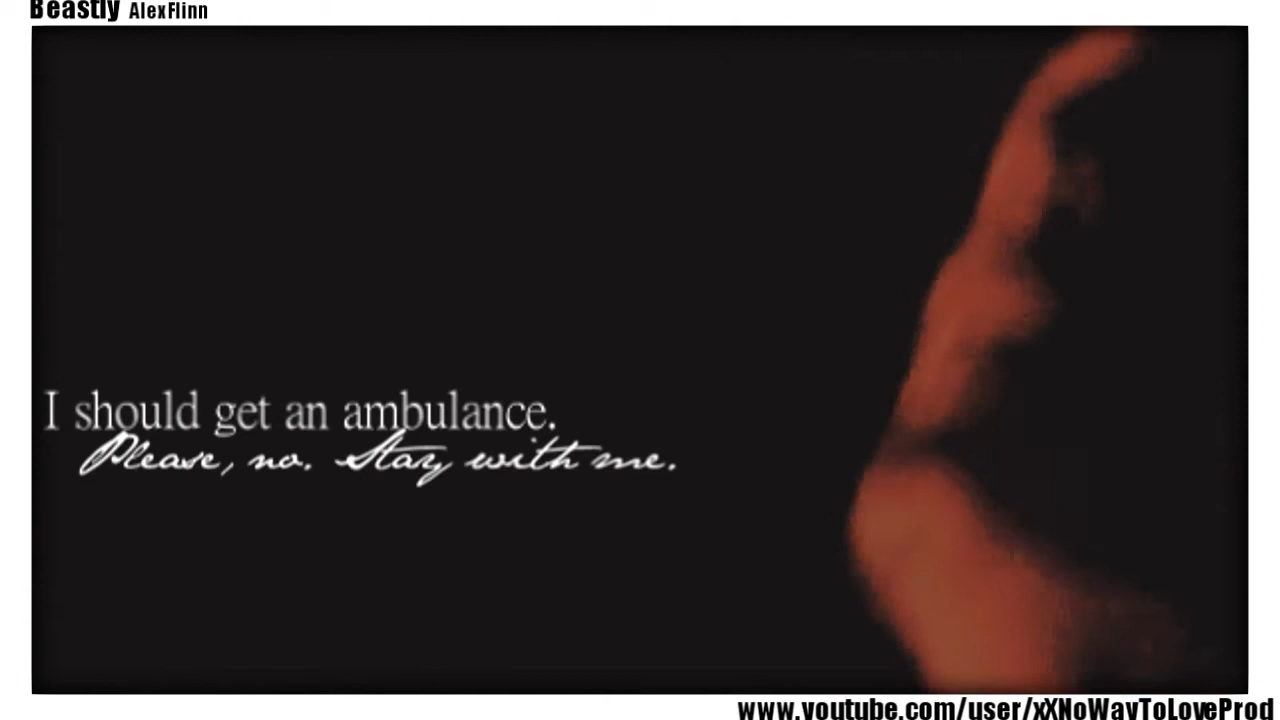 Beastly AlexFlinn
I should get an ambulance.
Please, no. Stay with me.
www.youtube.com/user/xXNoWayToLoveProd